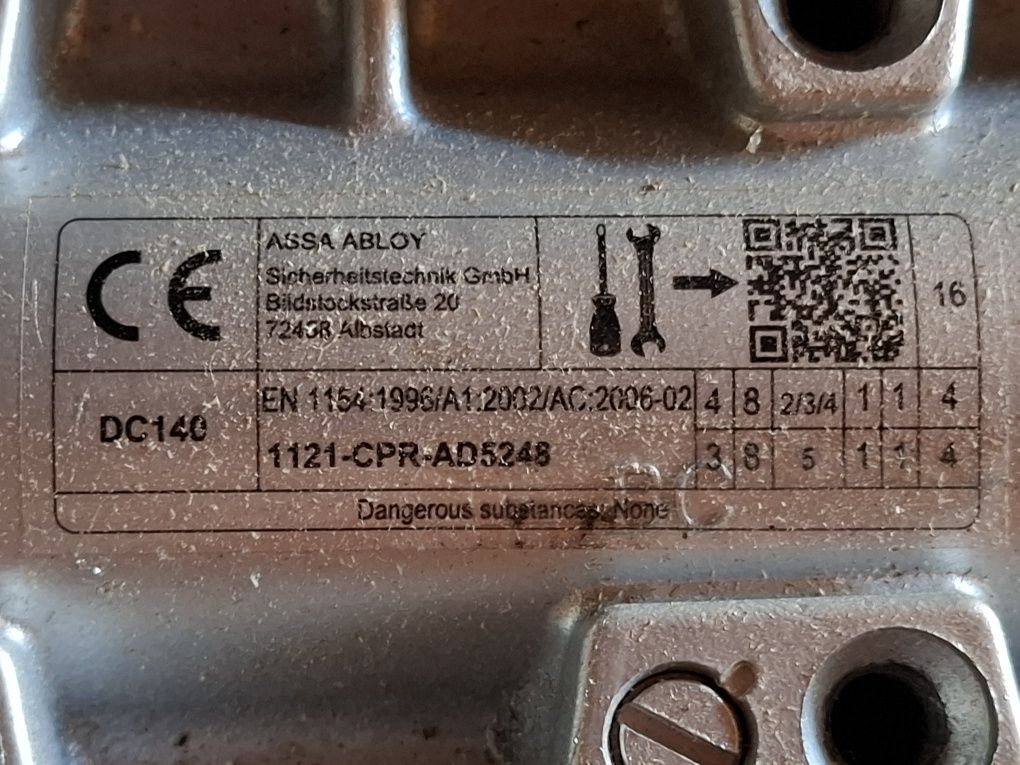 CE
ASSA ABLOY
Sicherheitstechnik GmbH
Bildstockstraße 20
72458 Albstadt
16
DC140
EN 1154:1996/A1:2002/AC:2006-02 4 8 2/3/4 1 1 4
1121-CPR-AD5248 3 8 5 1 1 4
Dangerous substances: None